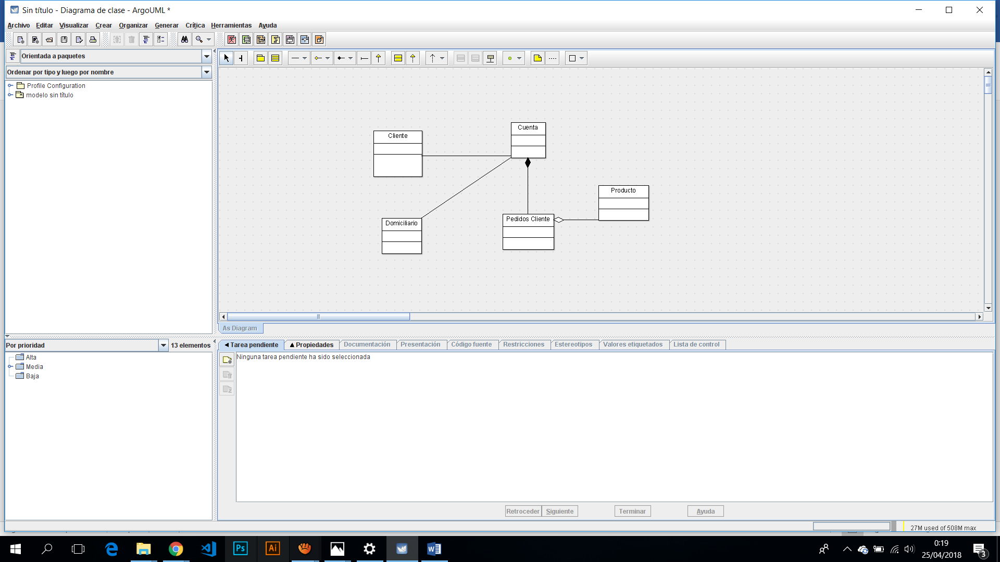 Sin título - Diagrama de clase - ArgoUML *
Archivo Editar Visualizar Crear Organizar Generar Crítica Herramientas Ayuda
Orientada a paquetes
Ordenar por tipo y luego por nombre
Profile Configuration
modelo sin título
Cuenta
Cliente
Producto
Pedidos Cliente
Domiciliario
As Diagram
Por prioridad 13 elementos
Alta
Media
Baja
Tarea pendiente Propiedades Documentación Presentación Código fuente Restricciones Estereotipos Valores etiquetados Lista de control
Ninguna tarea pendiente ha sido seleccionada
Retroceder Siguiente Terminar Ayuda
27M used of 508M max
Ps
Ai
0:19
25/04/2018
3